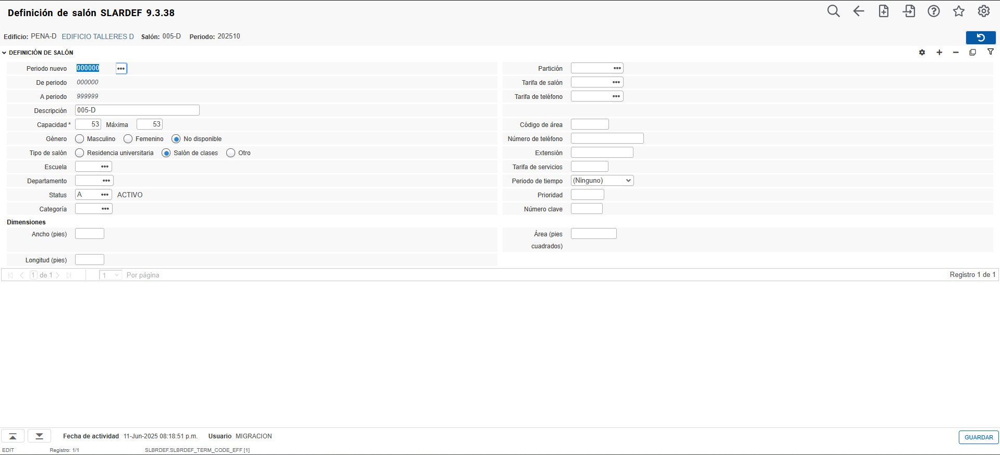 Definición de salón SLARDEF 9.3.38
Edificio: PENA-D EDIFICIO TALLERES D Salón: 005-D Periodo: 202510
DEFINICIÓN DE SALÓN
Periodo nuevo 000000
De periodo 000000
A periodo 999999
Descripción 005-D
Capacidad * 53 Máxima 53
Género Masculino Femenino No disponible
Tipo de salón Residencia universitaria Salón de clases Otro
Escuela
Departamento
Status A ACTIVO
Categoría
Partición
Tarifa de salón
Tarifa de teléfono
Código de área
Número de teléfono
Extensión
Tarifa de servicios
Periodo de tiempo (Ninguno)
Prioridad
Número clave
Dimensiones
Ancho (pies)
Longitud (pies)
Área (pies
cuadrados)
1 de 1 1 Por página Registro 1 de 1
Fecha de actividad 11-Jun-2025 08:18:51 p.m. Usuario MIGRACION
GUARDAR
EDIT Registro: 1/1 SLBRDEF.SLBRDEF_TERM_CODE_EFF [1]